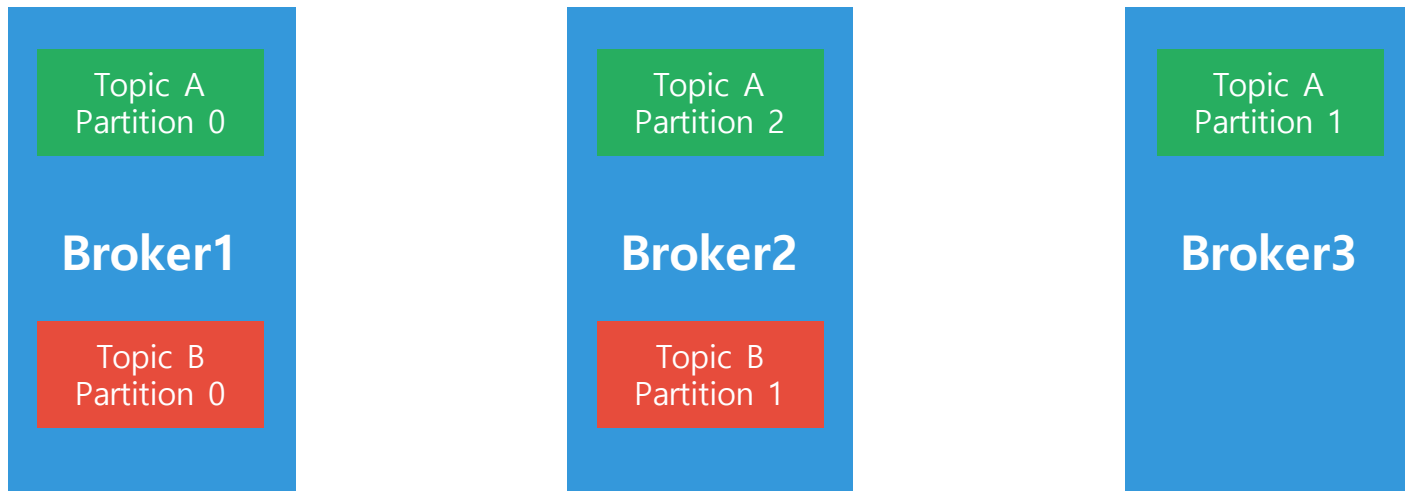 Topic A
Partition 0
Broker1
Topic B
Partition 0
Topic A
Partition 2
Broker2
Topic B
Partition 1
Topic A
Partition 1
Broker3